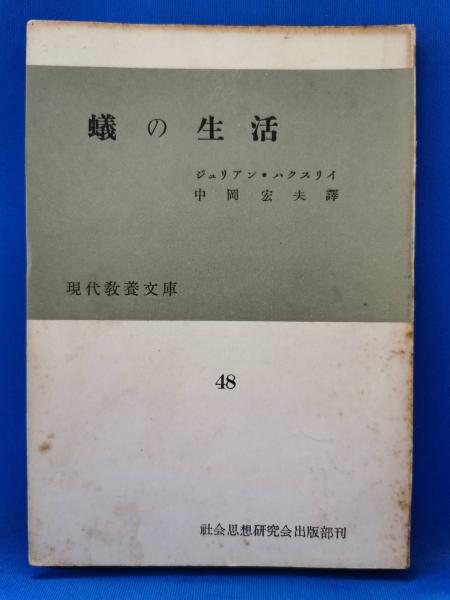 蟻の生活
ジュリアン・ハクスリイ
中岡宏夫譯
現代教養文庫
48
社会思想研究会出版部刊